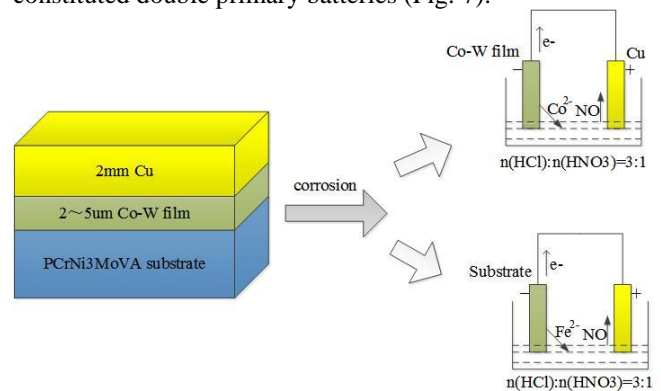 constituted double primary batteries (Fig. 7).
Co-W film
e-
Cu
Co2-
NO
n(HCl):n(HNO3)=3:1
2mm Cu
2～5um Co-W film
PCrNi3MoVA substrate
corrosion
Substrate
e-
Fe2-
NO
n(HCl):n(HNO3)=3:1